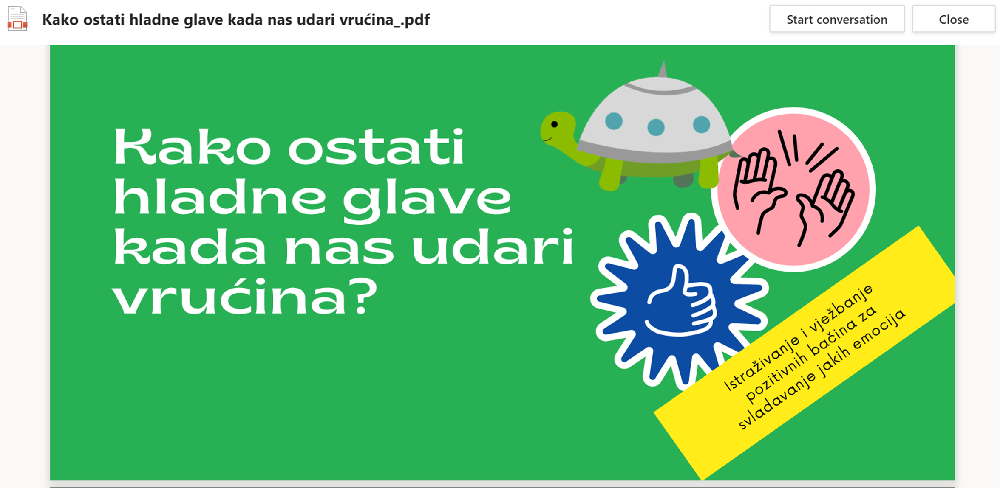 Kako ostati hladne glave kada nas udari vrućina_.pdf
Start conversation
Close
Kako ostati
hladne glave
kada nas udari
vrućina?
Istraživanje i vježbanje
pozitivnih bačina za
svladavanje jakih emocija